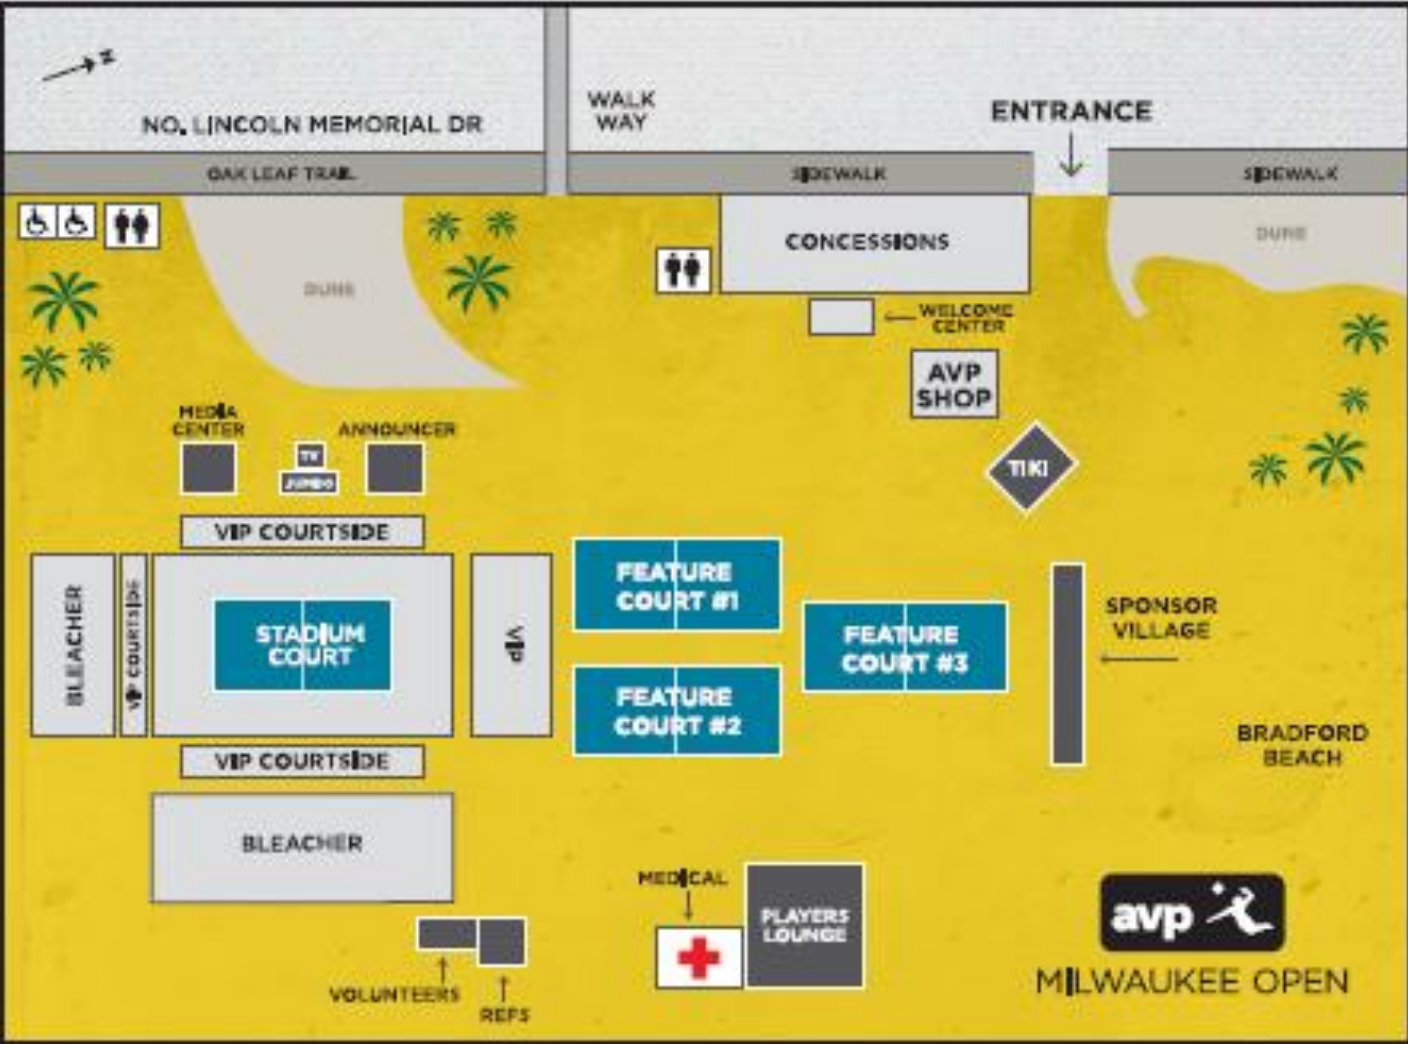 N
NO. LINCOLN MEMORIAL DR
WALK
WAY
ENTRANCE
OAK LEAF TRAIL
SIDEWALK
SIDEWALK
CONCESSIONS
DUNE
DUNE
WELCOME
CENTER
AVP
SHOP
MEDIA
CENTER
ANNOUNCER
TV
JUMBO
TIKI
VIP COURTSIDE
BLEACHER
VIP COURTSIDE
STADIUM
COURT
VIP
FEATURE
COURT #1
FEATURE
COURT #2
FEATURE
COURT #3
SPONSOR
VILLAGE
BRADFORD
BEACH
VIP COURTSIDE
BLEACHER
MEDICAL
PLAYERS
LOUNGE
VOLUNTEERS
REFS
avp
MILWAUKEE OPEN